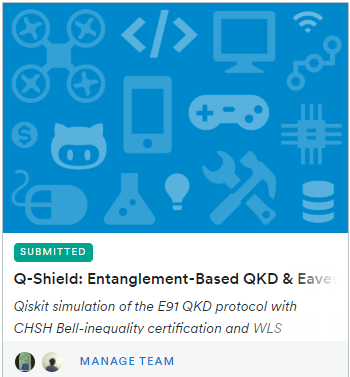 SUBMITTED
Q-Shield: Entanglement-Based QKD & Eaves
Qiskit simulation of the E91 QKD protocol with
CHSH Bell-inequality certification and WLS
MANAGE TEAM